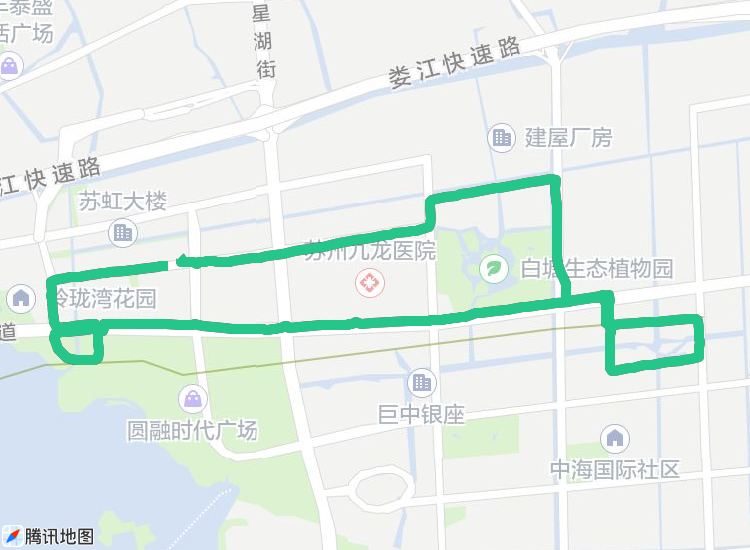 丰泰盛
活广场
星湖街
娄江快速路
建屋厂房
江快速路
苏虹大楼
苏州九龙医院
白塘生态植物园
玲珑湾花园
道
圆融时代广场
巨中银座
中海国际社区
腾讯地图